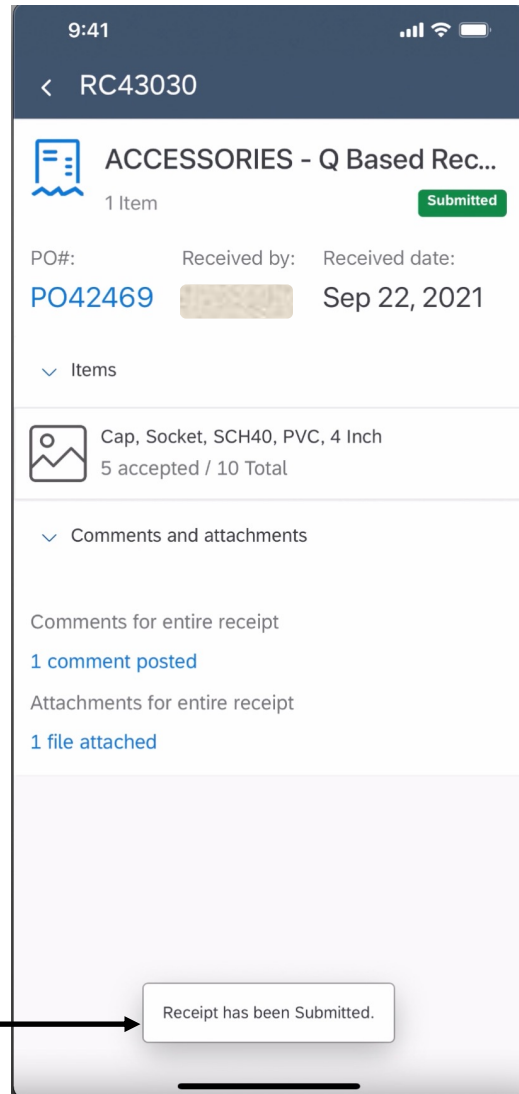 9:41
RC43030
ACCESSORIES - Q Based Rec...
1 Item
Submitted
PO#:
Received by:
Received date:
PO42469
Sep 22, 2021
Items
Cap, Socket, SCH40, PVC, 4 Inch
5 accepted / 10 Total
Comments and attachments
Comments for entire receipt
1 comment posted
Attachments for entire receipt
1 file attached
Receipt has been Submitted.